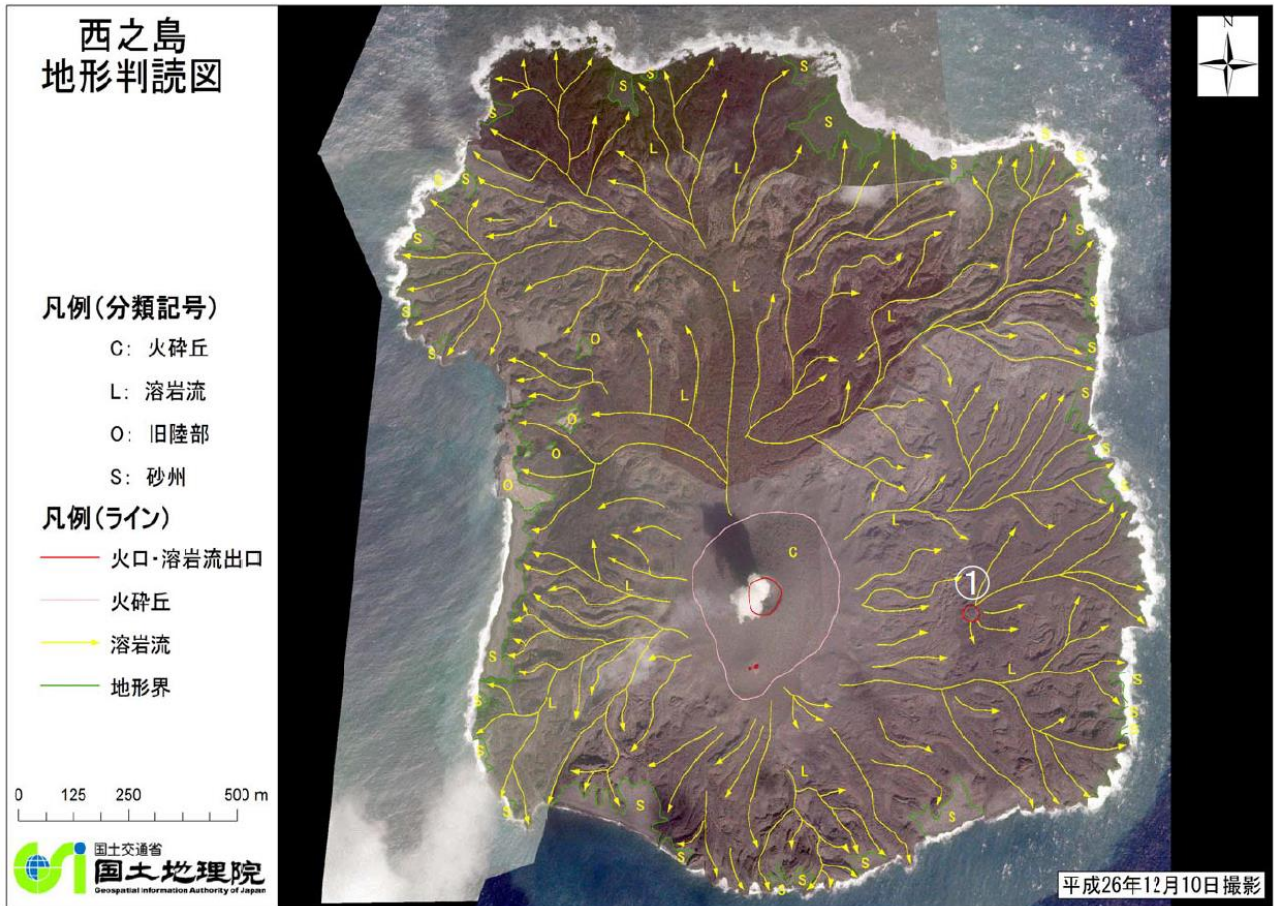 西之島
地形判読図
N
凡例(分類記号)
C: 火砕丘
L: 溶岩流
O: 旧陸部
S: 砂州
凡例(ライン)
火口・溶岩流出口
火砕丘
溶岩流
地形界
0 125 250 500 m
国土交通省
国土地理院
Geospatial Information Authority of Japan
S
S
S
S
S
L
L
S
S
S
S
S
L
S
S
L
S
S
L
S
L
O
S
L
S
O
O
S
O
L
C
①
L
S
L
S
S
L
S
S
L
S
S
S
S
S
S
S
平成26年12月10日撮影